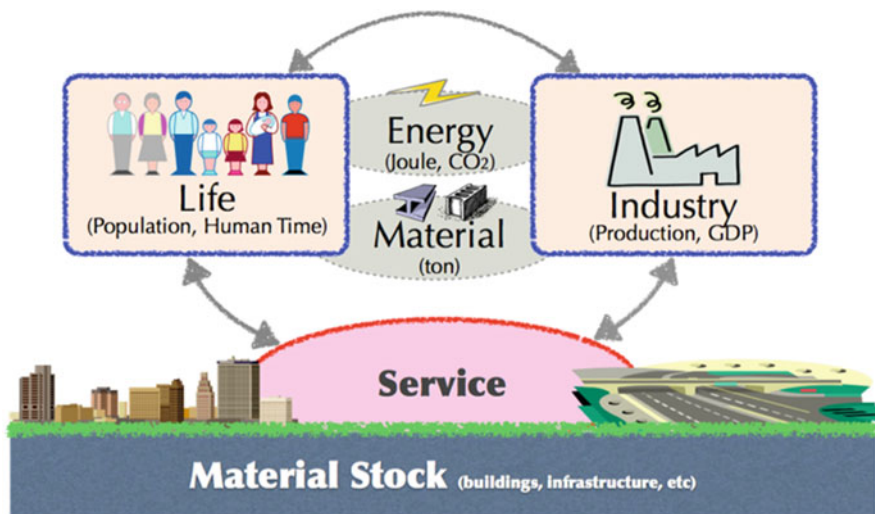 Energy
(Joule, CO₂)
Life
(Population, Human Time)
Material
(ton)
Industry
(Production, GDP)
Service
Material Stock (buildings, infrastructure, etc)